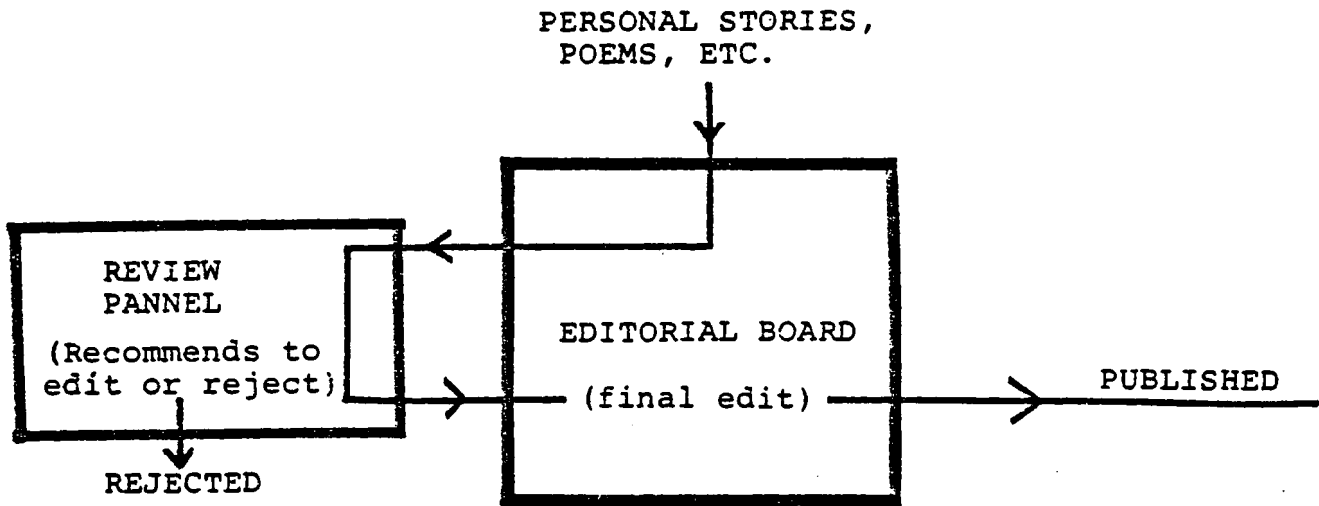 PERSONAL STORIES,
POEMS, ETC.
REVIEW
PANNEL
(Recommends to
edit or reject)
REJECTED
EDITORIAL BOARD
(final edit)
PUBLISHED